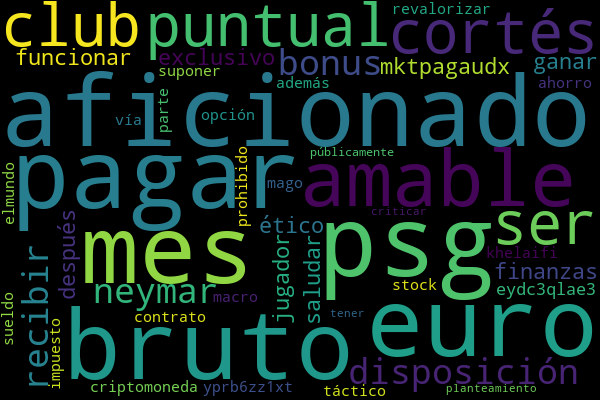 club
puntual
revalorizar
cortés
funcionar
exclusivo
bonus
mktpagaudx
ganar
suponer
además
ahorro
aficionado
vía
parte
opción
públicamente
pagar
prohibido
mago
amable
elmundo
criticar
mes
después
ético
psg
ser
khelaifi
recibir
neymar
macro
jugador
saludar
stock
finanzas
eydc3qlae3
sueldo
impuesto
contrato
tener
bruto
euro
disposición
criptomoneda
yprb6zz1xt
táctico
planteamiento